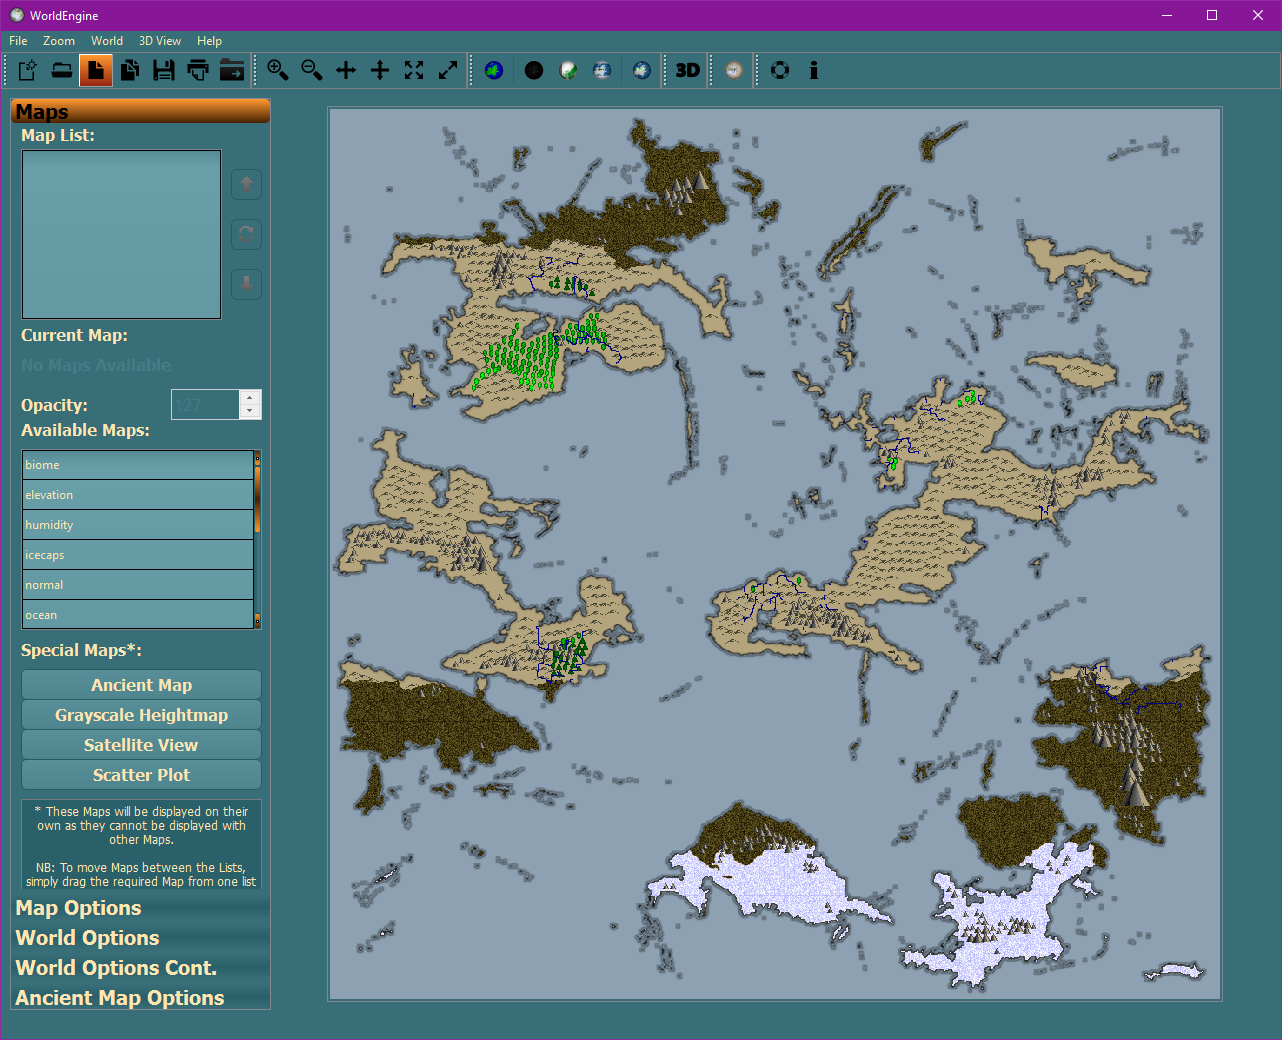 WorldEngine
File Zoom World 3D View Help
3D
Maps
Map List:
Current Map:
No Maps Available
Opacity:
127
Available Maps:
biome
elevation
humidity
icecaps
normal
ocean
Special Maps*:
Ancient Map
Grayscale Heightmap
Satellite View
Scatter Plot
* These Maps will be displayed on their
own as they cannot be displayed with
other Maps.
NB: To move Maps between the Lists,
simply drag the required Map from one list
Map Options
World Options
World Options Cont.
Ancient Map Options